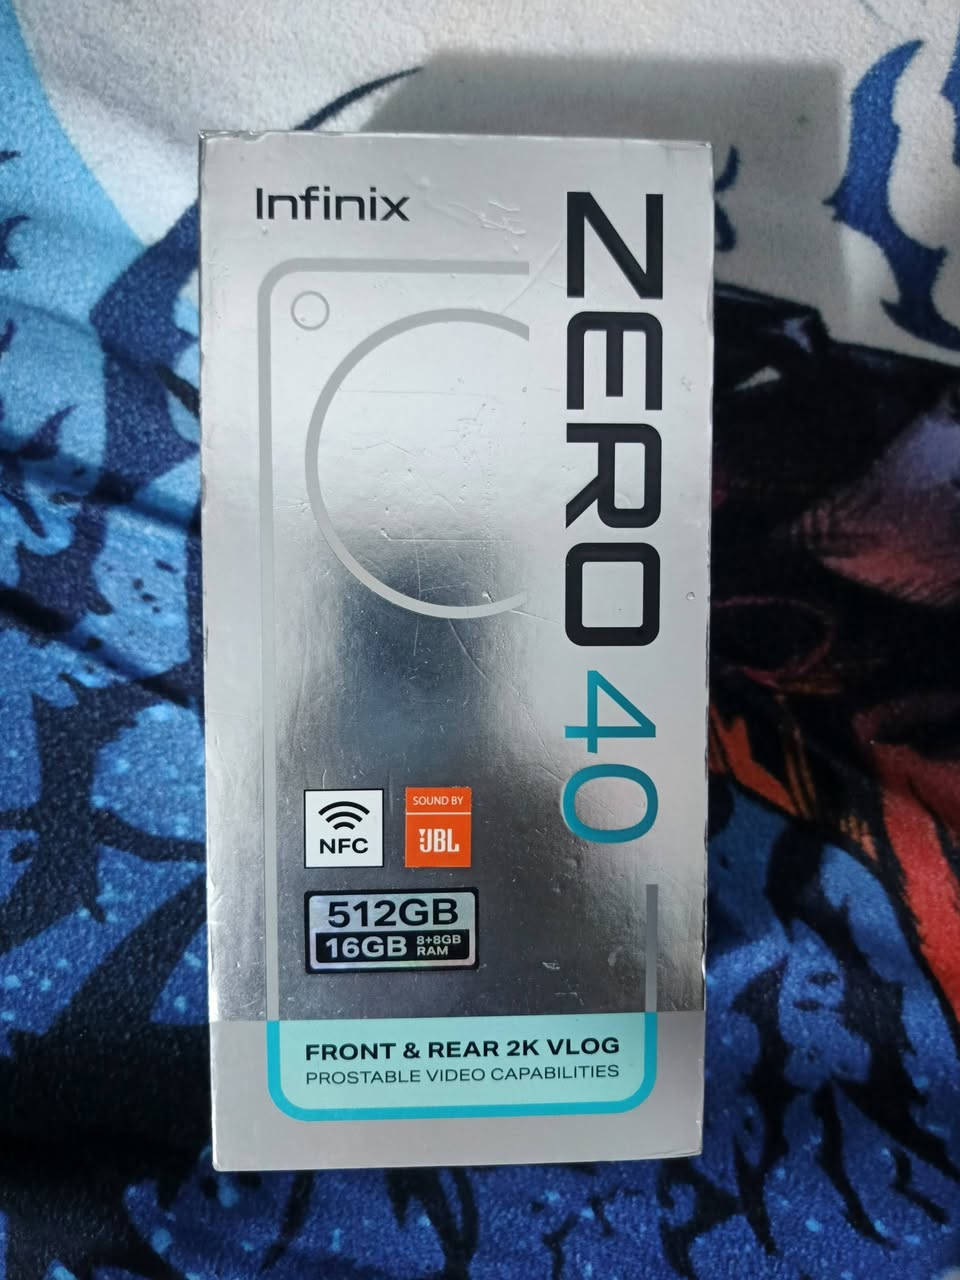 Infinix
ZERO 40
NFC
SOUND BY
JBL
512GB
16GB 8+8GB RAM
FRONT & REAR 2K VLOG
PROSTABLE VIDEO CAPABILITIES